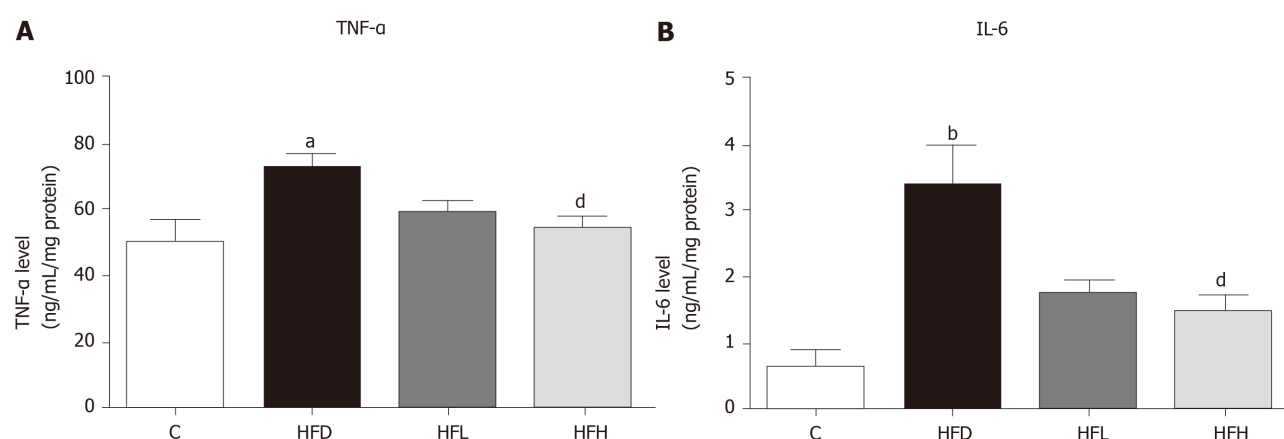 A
TNF-α
TNF-α level
(ng/mL/mg protein)
100
80
60
40
20
0
a
d
C
HFD
HFL
HFH
B
IL-6
IL-6 level
(ng/mL/mg protein)
5
4
3
2
1
0
b
d
C
HFD
HFL
HFH